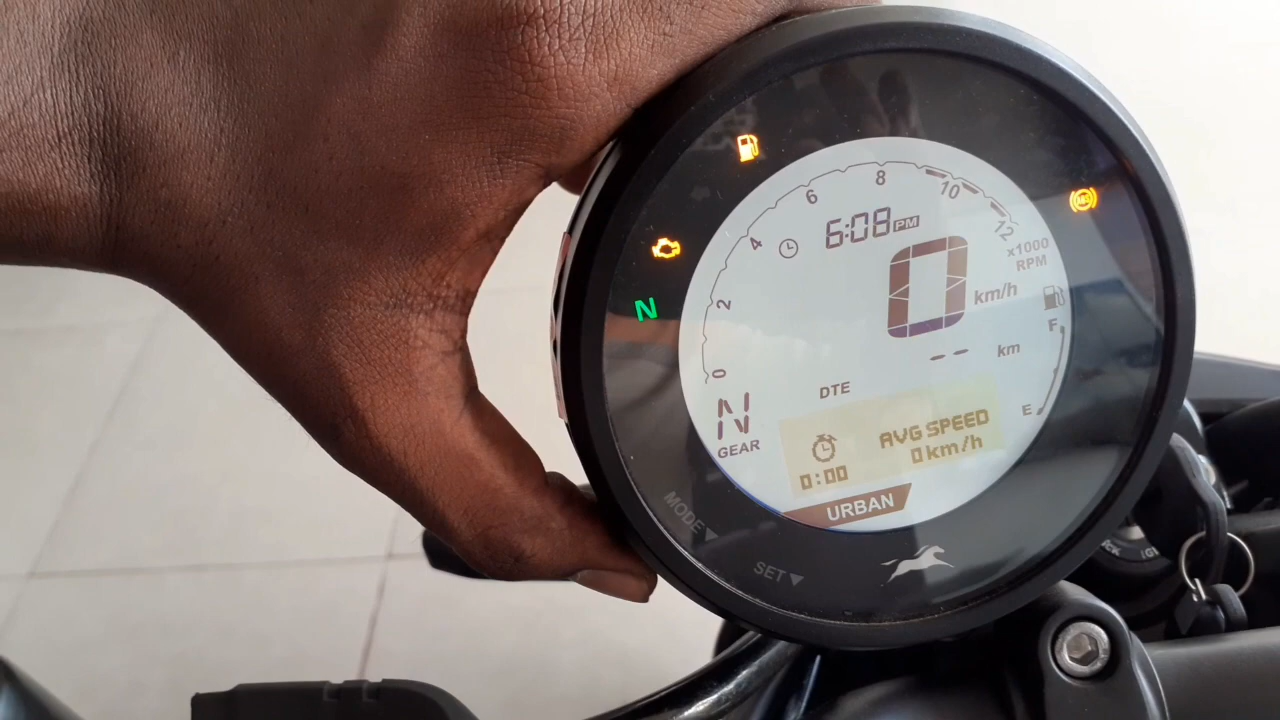 8
6
10
4
12
6:08 PM
x1000
RPM
2
0
km/h
F
0
-- km
DTE
E
N
GEAR
AVG SPEED
0 km/h
0:00
URBAN
N
MODE
SET
ABS